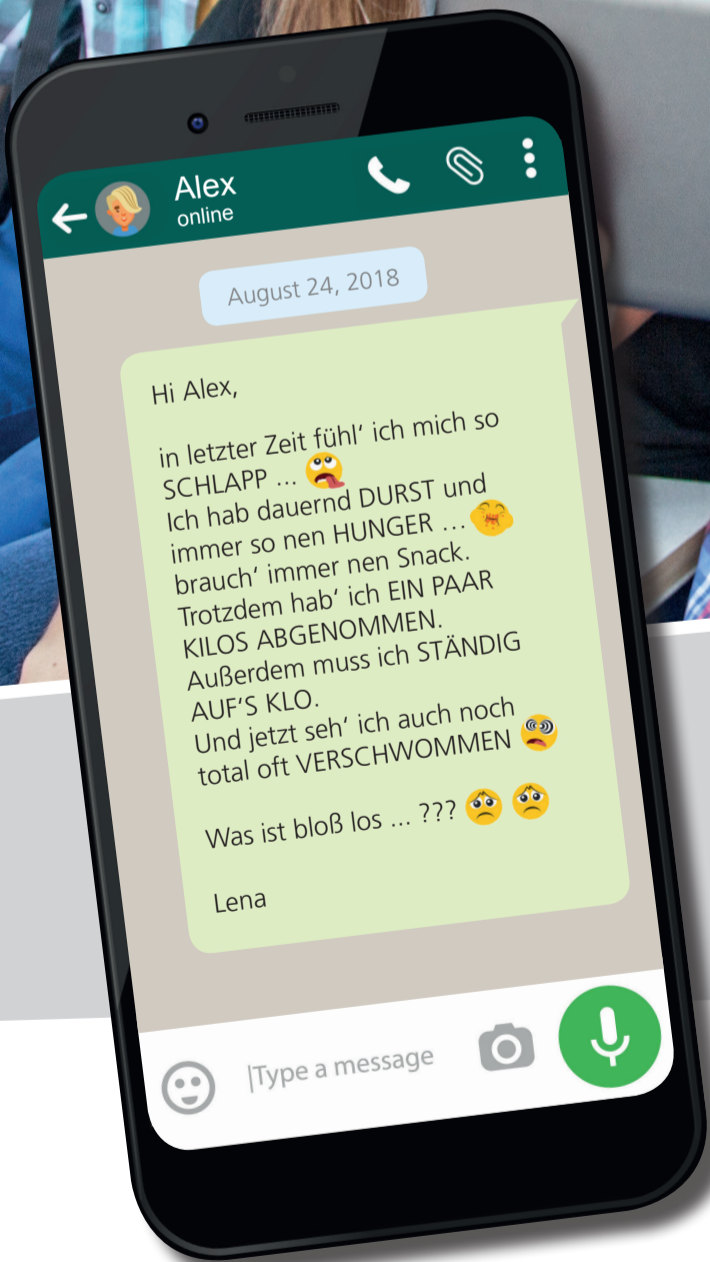 Alex
online
August 24, 2018
Hi Alex,
in letzter Zeit fühl‘ ich mich so
SCHLAPP ...
Ich hab dauernd DURST und
immer so nen HUNGER ...
brauch‘ immer nen Snack.
Trotzdem hab‘ ich EIN PAAR
KILOS ABGENOMMEN.
Außerdem muss ich STÄNDIG
AUF‘S KLO.
Und jetzt seh‘ ich auch noch
total oft VERSCHWOMMEN
Was ist bloß los ... ???
Lena
Type a message